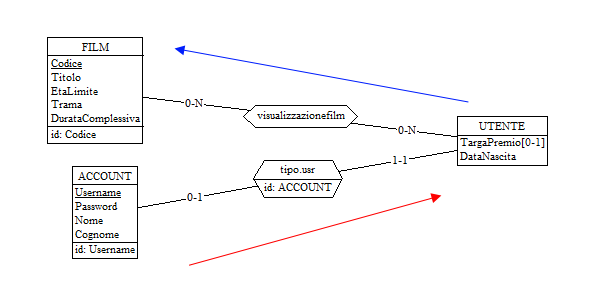 FILM
Codice
Titolo
EtaLimite
Trama
DurataComplessiva
id: Codice
0-N
visualizzazionefilm
0-N
UTENTE
TargaPremio[0-1]
DataNascita
ACCOUNT
Username
Password
Nome
Cognome
id: Username
0-1
tipo.usr
id: ACCOUNT
1-1